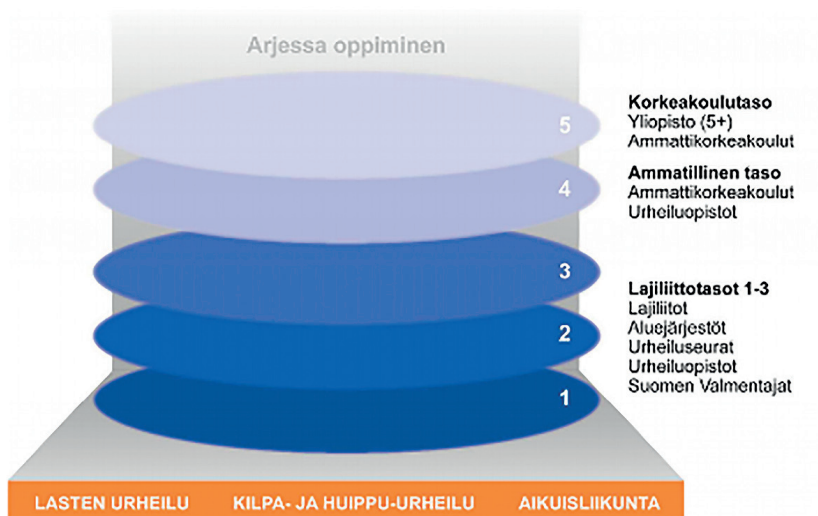 Arjessa oppiminen
5
Korkeakoulutaso
Yliopisto (5+)
Ammattikorkeakoulut
4
Ammatillinen taso
Ammattikorkeakoulut
Urheiluopistot
3
2
1
Lajiliittotasot 1-3
Lajiliitot
Aluejärjestöt
Urheiluseurat
Urheiluopistot
Suomen Valmentajat
LASTEN URHEILU KILPA- JA HUIPPU-URHEILU AIKUISLIIKUNTA